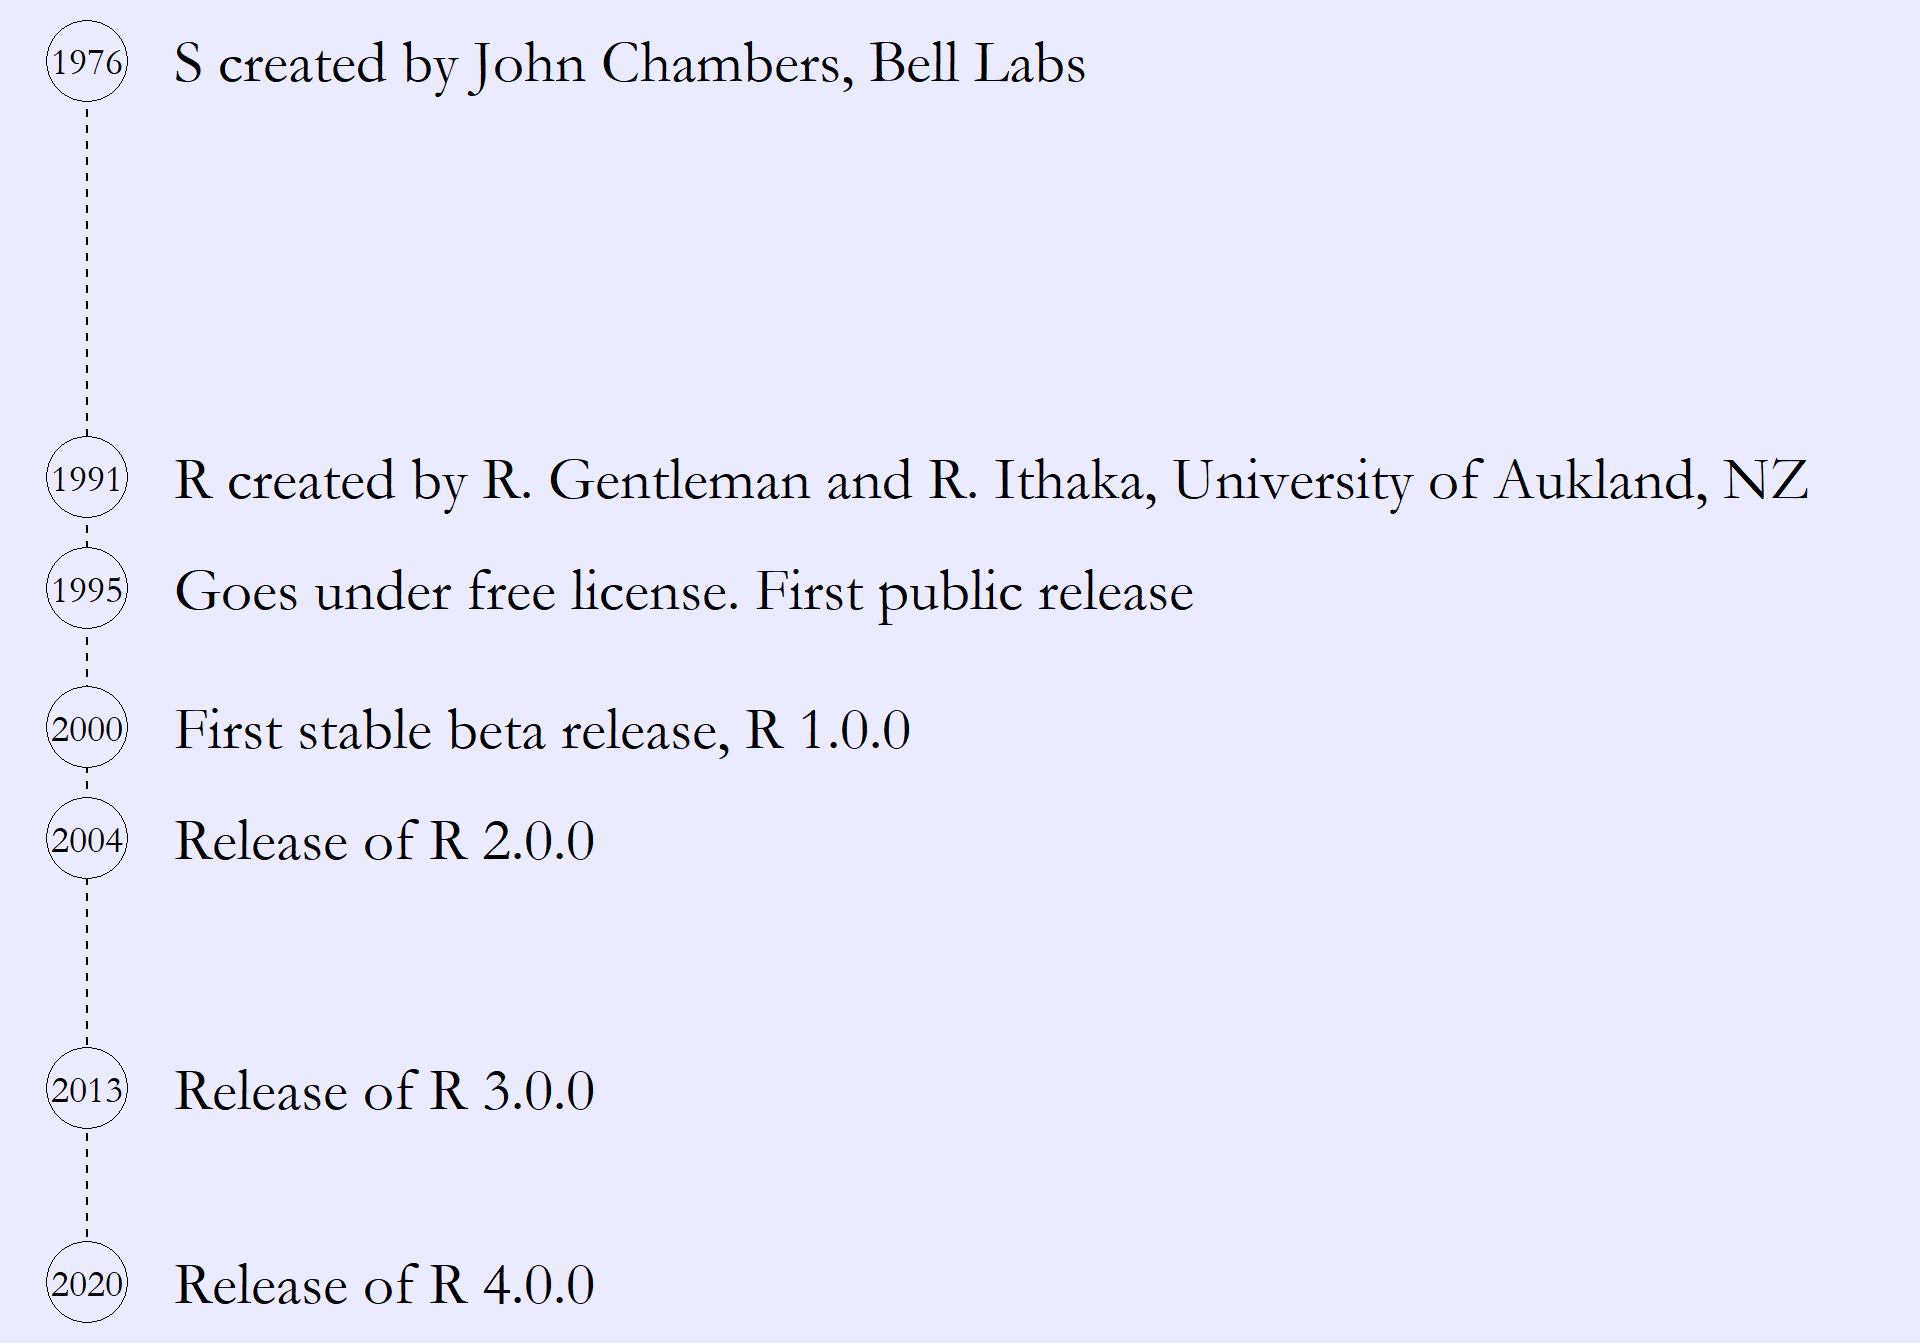 1976 S created by John Chambers, Bell Labs
1991 R created by R. Gentleman and R. Ithaka, University of Aukland, NZ
1995 Goes under free license. First public release
2000 First stable beta release, R 1.0.0
2004 Release of R 2.0.0
2013 Release of R 3.0.0
2020 Release of R 4.0.0